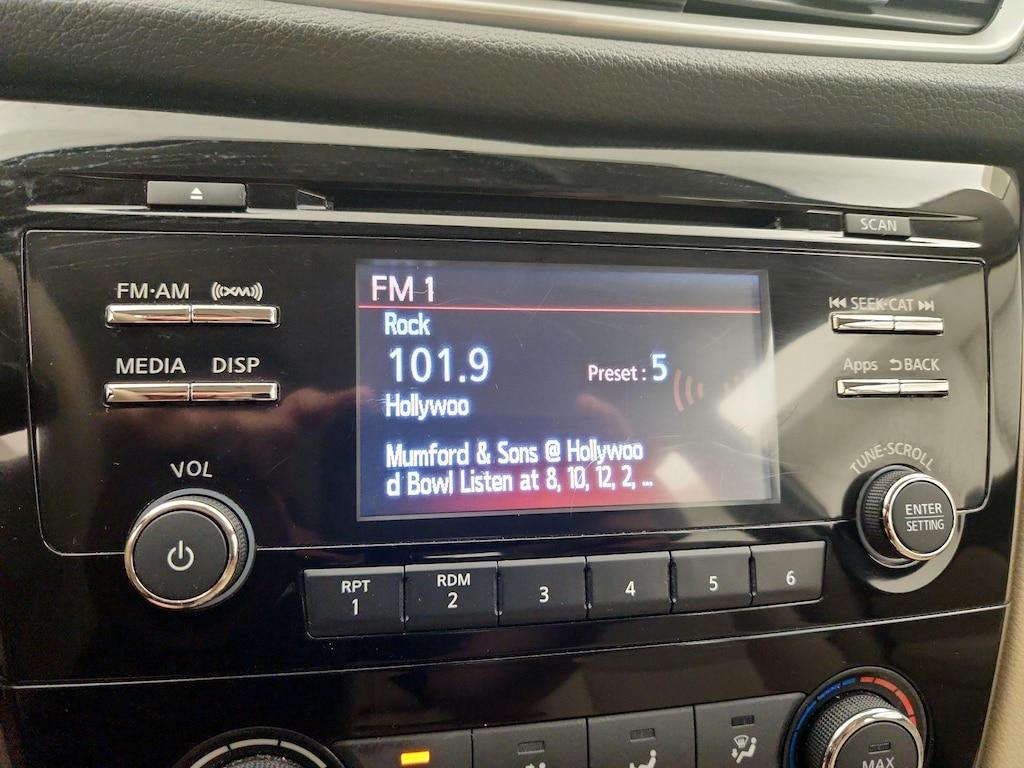 SCAN
FM·AM (XM)
SEEK·CAT
MEDIA DISP
Apps BACK
FM 1
Rock
101.9 Preset : 5
Hollywoo
Mumford & Sons @ Hollywoo
d Bowl Listen at 8, 10, 12, 2, ...
VOL
TUNE·SCROLL
ENTER
SETTING
RPT RDM
1 2 3 4 5 6
MAX